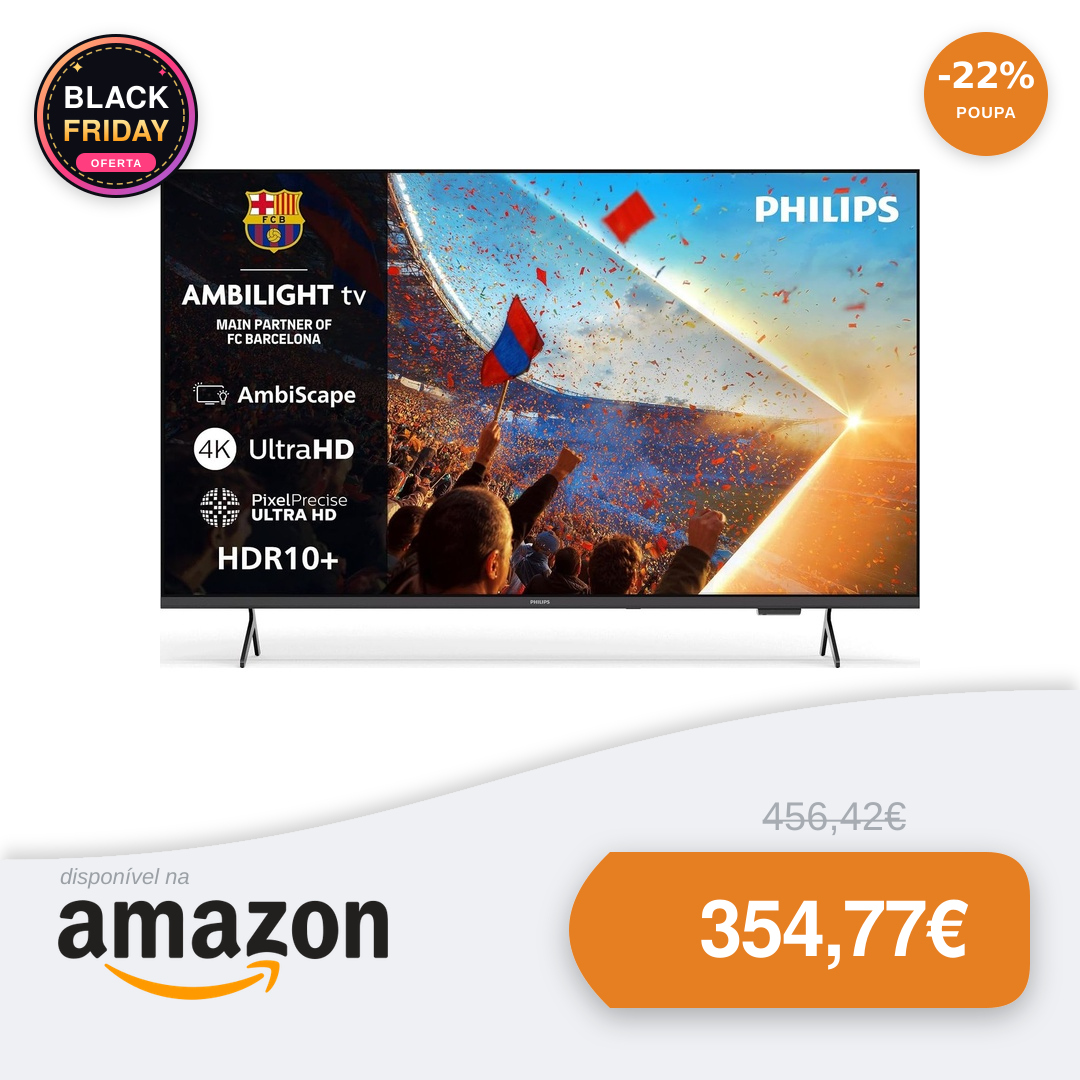 BLACK
FRIDAY
OFERTA
-22%
POUPA
FCB
PHILIPS
AMBILIGHT tv
MAIN PARTNER OF
FC BARCELONA
AmbiScape
4K UltraHD
PixelPrecise
ULTRA HD
HDR10+
PHILIPS
456,42€
354,77€
disponível na
amazon